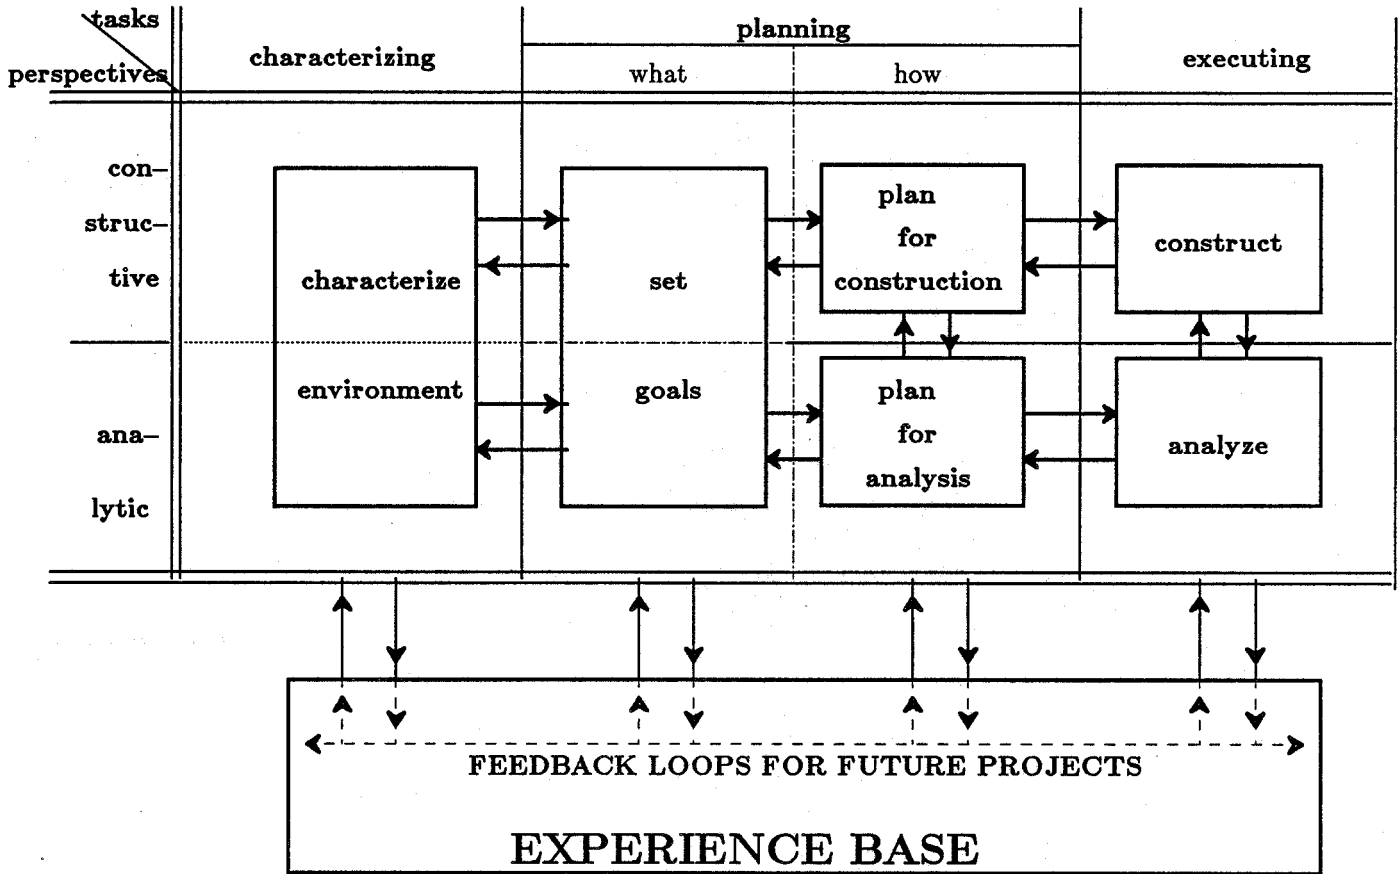 tasks
perspectives
characterizing
planning
what
how
executing
con–
struc–
tive
ana–
lytic
characterize
environment
set
goals
plan
for
construction
plan
for
analysis
construct
analyze
FEEDBACK LOOPS FOR FUTURE PROJECTS
EXPERIENCE BASE